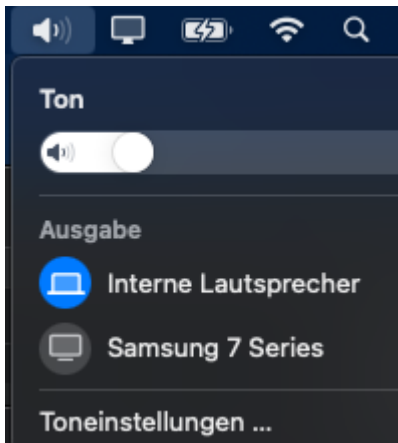 Ton
Ausgabe
Interne Lautsprecher
Samsung 7 Series
Toneinstellungen ...